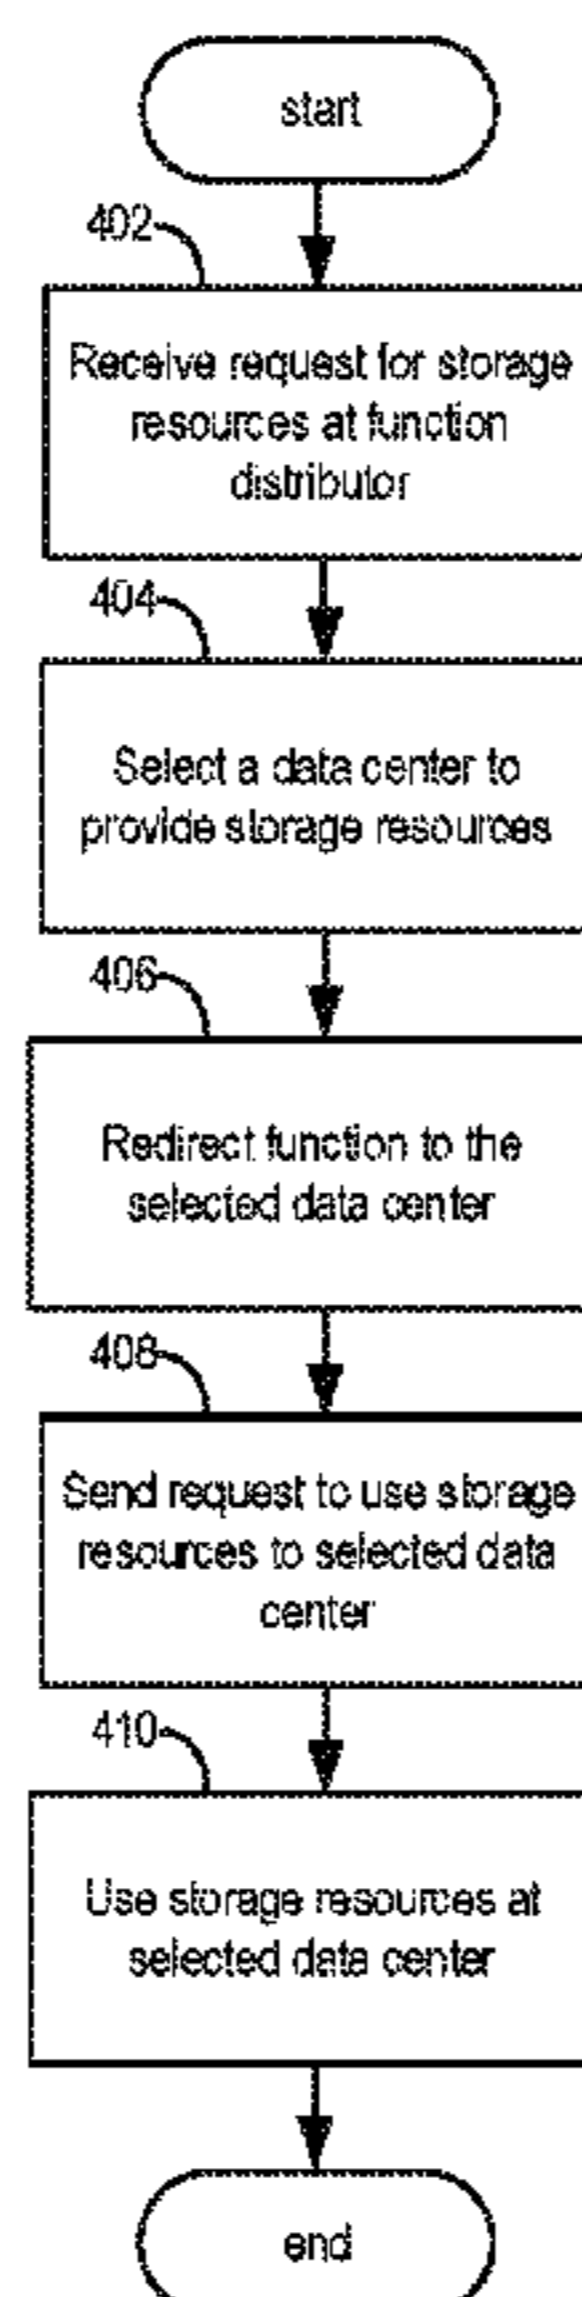 start
402
Receive request for storage
resources at function
distributor
404
Select a data center to
provide storage resources
406
Redirect function to the
selected data center
408
Send request to use storage
resources to selected data
center
410
Use storage resources at
selected data center
end